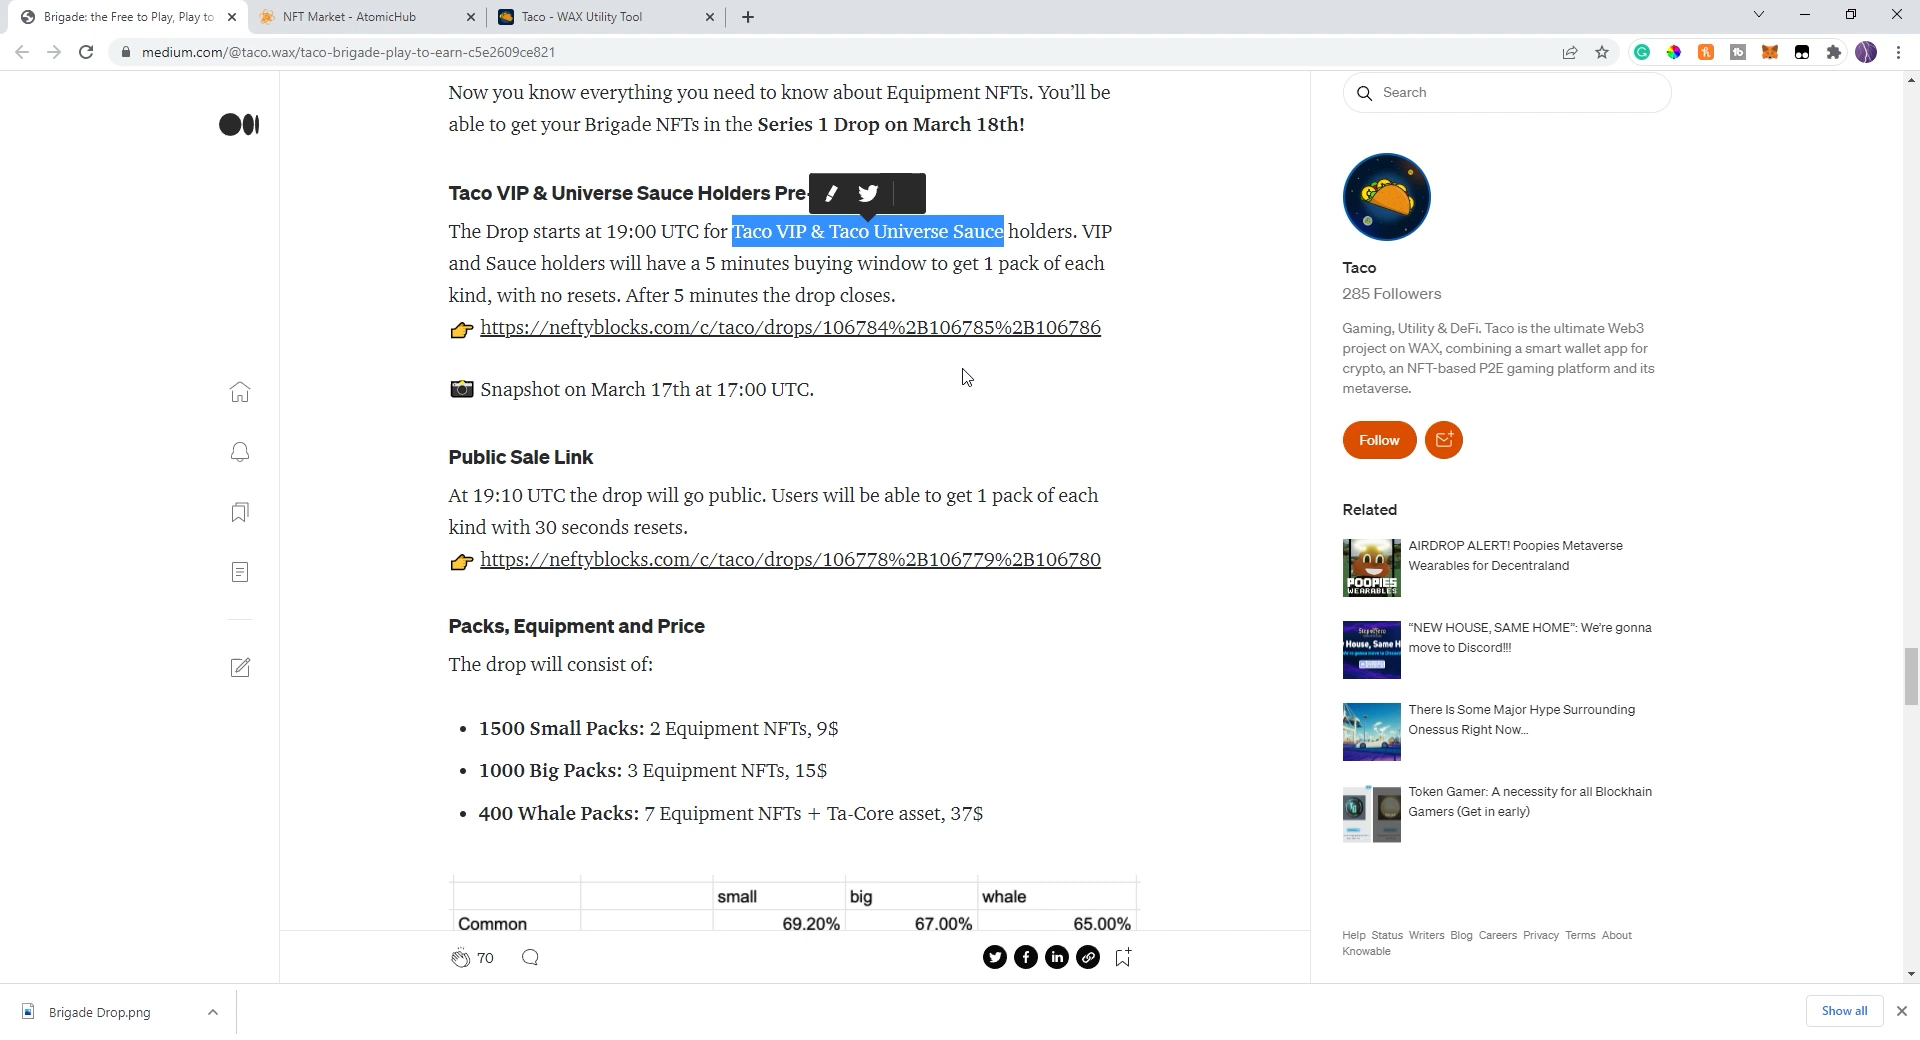 Brigade: the Free to Play, Play to
NFT Market - AtomicHub
Taco - WAX Utility Tool
medium.com/@taco.wax/taco-brigade-play-to-earn-c5e2609ce821
Now you know everything you need to know about Equipment NFTs. You'll be
able to get your Brigade NFTs in the Series 1 Drop on March 18th!
Taco VIP & Universe Sauce Holders Pre-
The Drop starts at 19:00 UTC for Taco VIP & Taco Universe Sauce holders. VIP
and Sauce holders will have a 5 minutes buying window to get 1 pack of each
kind, with no resets. After 5 minutes the drop closes.
👉 https://neftyblocks.com/c/taco/drops/106784%2B106785%2B106786
📷 Snapshot on March 17th at 17:00 UTC.
Public Sale Link
At 19:10 UTC the drop will go public. Users will be able to get 1 pack of each
kind with 30 seconds resets.
👉 https://neftyblocks.com/c/taco/drops/106778%2B106779%2B106780
Packs, Equipment and Price
The drop will consist of:
• 1500 Small Packs: 2 Equipment NFTs, 9$
• 1000 Big Packs: 3 Equipment NFTs, 15$
• 400 Whale Packs: 7 Equipment NFTs + Ta-Core asset, 37$
small big whale
Common 69.20% 67.00% 65.00%
70
Search
Taco
285 Followers
Gaming, Utility & DeFi. Taco is the ultimate Web3
project on WAX, combining a smart wallet app for
crypto, an NFT-based P2E gaming platform and its
metaverse.
Follow
Related
AIRDROP ALERT! Poopies Metaverse
Wearables for Decentraland
POOPIES
WEARABLES
"NEW HOUSE, SAME HOME": We're gonna
move to Discord!!!
There Is Some Major Hype Surrounding
Onessus Right Now...
Token Gamer: A necessity for all Blockchain
Gamers (Get in early)
Help Status Writers Blog Careers Privacy Terms About
Knowable
Brigade Drop.png
Show all